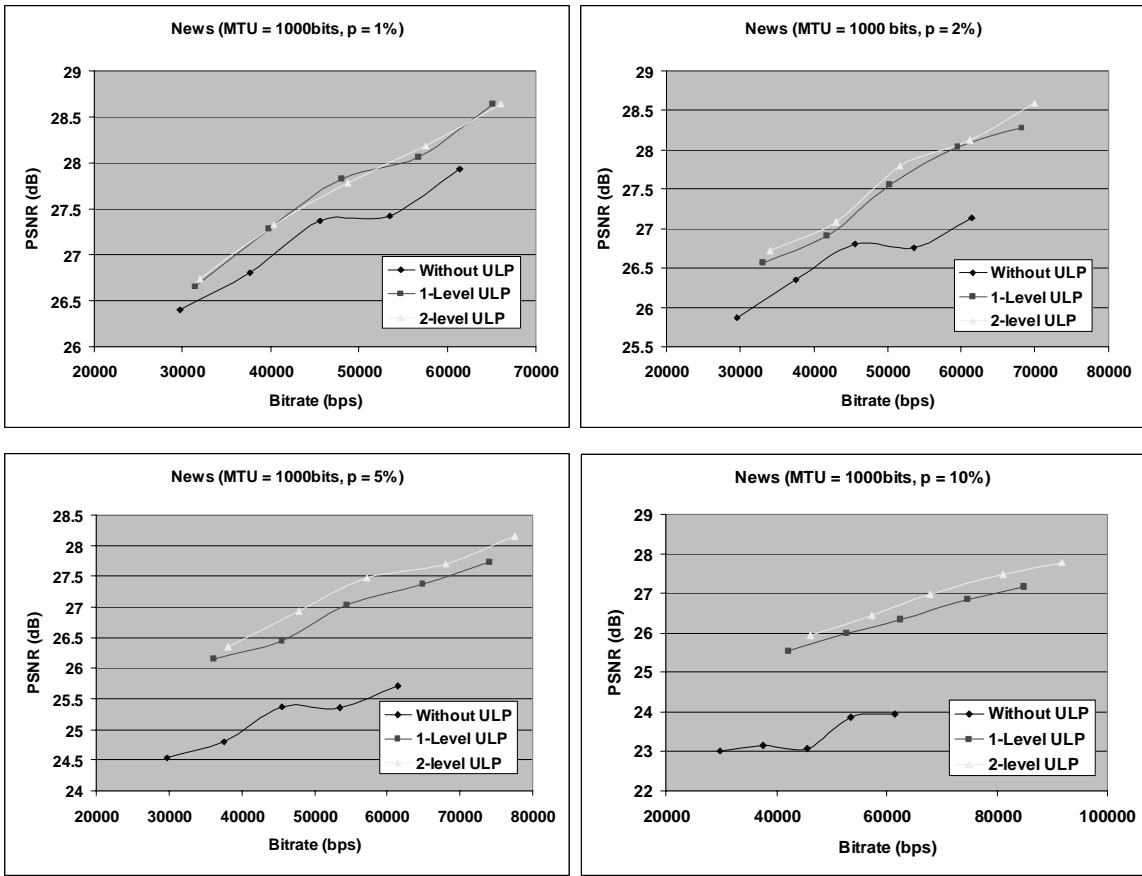 News (MTU = 1000bits, p = 1%)
29
28.5
28
27.5
27
26.5
26
PSNR (dB)
20000 30000 40000 50000 60000 70000
Bitrate (bps)
Without ULP
1-Level ULP
2-level ULP
News (MTU = 1000 bits, p = 2%)
29
28.5
28
27.5
27
26.5
26
25.5
PSNR (dB)
20000 30000 40000 50000 60000 70000 80000
Bitrate (bps)
Without ULP
1-Level ULP
2-level ULP
News (MTU = 1000bits, p = 5%)
28.5
28
27.5
27
26.5
26
25.5
25
24.5
24
PSNR (dB)
20000 30000 40000 50000 60000 70000 80000
Bitrate (bps)
Without ULP
1-Level ULP
2-level ULP
News (MTU = 1000bits, p = 10%)
29
28
27
26
25
24
23
22
PSNR (dB)
20000 40000 60000 80000 100000
Bitrate (bps)
Without ULP
1-Level ULP
2-level ULP